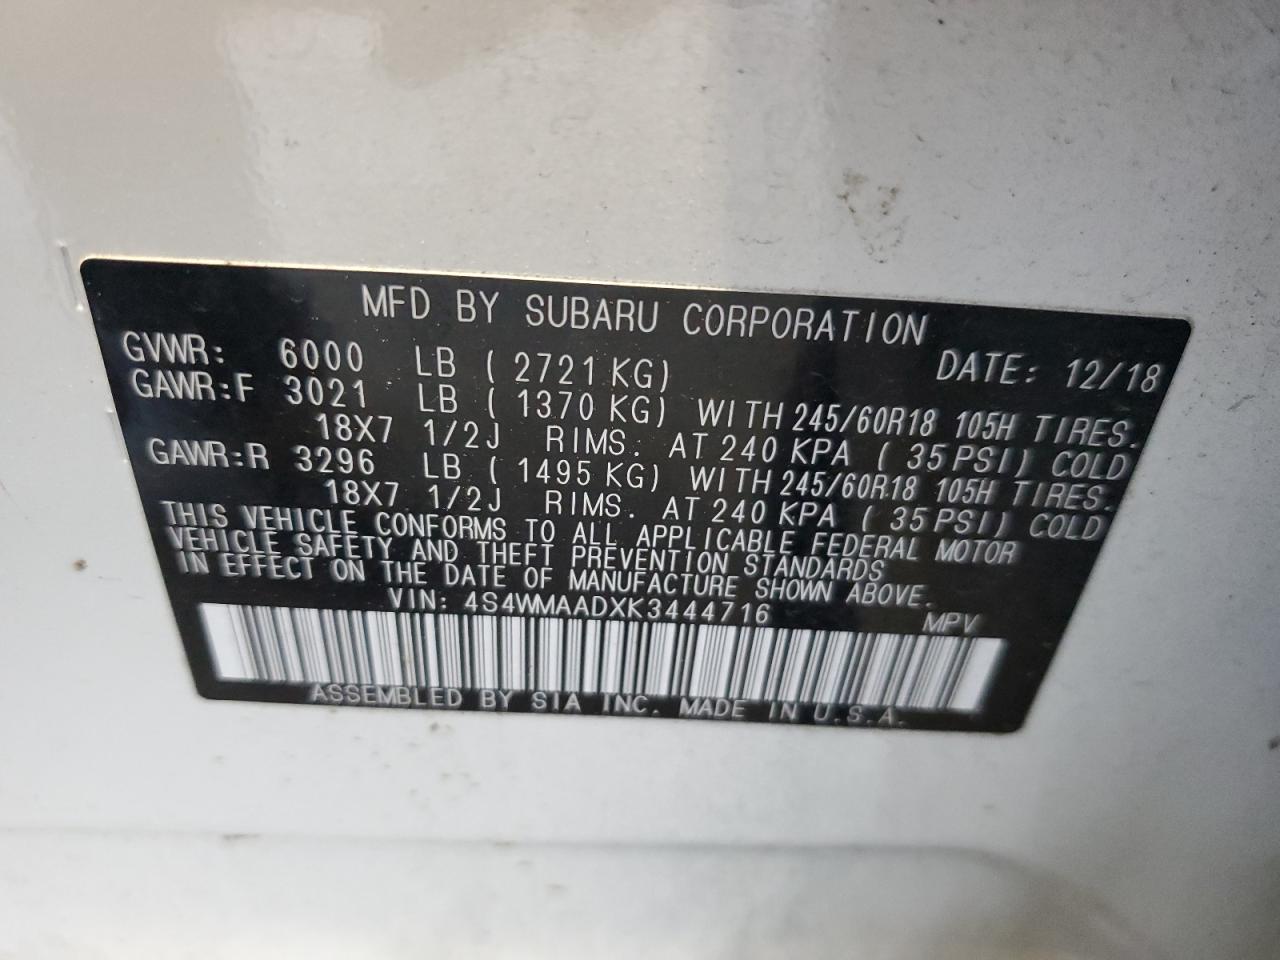 MFD BY SUBARU CORPORATION
GVWR: 6000 LB ( 2721 KG) DATE: 12/18
GAWR:F 3021 LB ( 1370 KG) WITH 245/60R18 105H TIRES.
18X7 1/2J RIMS. AT 240 KPA ( 35 PSI) COLD
GAWR:R 3296 LB ( 1495 KG) WITH 245/60R18 105H TIRES.
18X7 1/2J RIMS. AT 240 KPA ( 35 PSI) COLD
THIS VEHICLE CONFORMS TO ALL APPLICABLE FEDERAL MOTOR
VEHICLE SAFETY AND THEFT PREVENTION STANDARDS
IN EFFECT ON THE DATE OF MANUFACTURE SHOWN ABOVE.
VIN: 4S4WMAADXK3444716 MPV
ASSEMBLED BY SIA INC. MADE IN U.S.A.